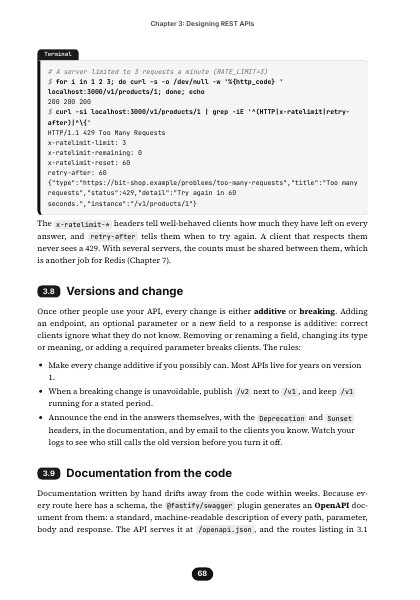 Chapter 3: Designing REST APIs
Terminal
# A server limited to 3 requests a minute (RATE_LIMIT=3)
$ for i in 1 2 3; do curl -s -o /dev/null -w '%{http_code} '
localhost:3000/v1/products/1; done; echo
200 200 200
$ curl -si localhost:3000/v1/products/1 | grep -iE '^(HTTP|x-ratelimit|retry-
after)|^\{'
HTTP/1.1 429 Too Many Requests
x-ratelimit-limit: 3
x-ratelimit-remaining: 0
x-ratelimit-reset: 60
retry-after: 60
{"type":"https://bit-shop.example/problems/too-many-requests","title":"Too many
requests","status":429,"detail":"Try again in 60
seconds.","instance":"/v1/products/1"}
The x-ratelimit-* headers tell well-behaved clients how much they have left on every
answer, and retry-after tells them when to try again. A client that respects them
never sees a 429. With several servers, the counts must be shared between them, which
is another job for Redis (Chapter 7).
3.8 Versions and change
Once other people use your API, every change is either additive or breaking. Adding
an endpoint, an optional parameter or a new field to a response is additive: correct
clients ignore what they do not know. Removing or renaming a field, changing its type
or meaning, or adding a required parameter breaks clients. The rules:
• Make every change additive if you possibly can. Most APIs live for years on version
1.
• When a breaking change is unavoidable, publish /v2 next to /v1, and keep /v1
running for a stated period.
• Announce the end in the answers themselves, with the Deprecation and Sunset
headers, in the documentation, and by email to the clients you know. Watch your
logs to see who still calls the old version before you turn it off.
3.9 Documentation from the code
Documentation written by hand drifts away from the code within weeks. Because ev-
ery route here has a schema, the @fastify/swagger plugin generates an OpenAPI doc-
ument from them: a standard, machine-readable description of every path, parameter,
body and response. The API serves it at /openapi.json, and the routes listing in 3.1
68